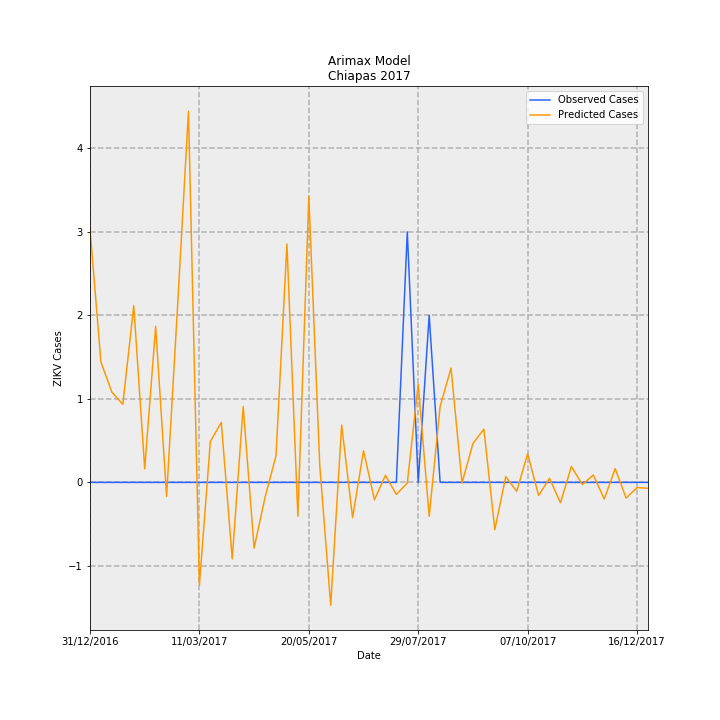 Arimax Model
Chiapas 2017
Observed Cases
Predicted Cases
4
3
2
1
0
−1
ZIKV Cases
31/12/2016 11/03/2017 20/05/2017 29/07/2017 07/10/2017 16/12/2017
Date